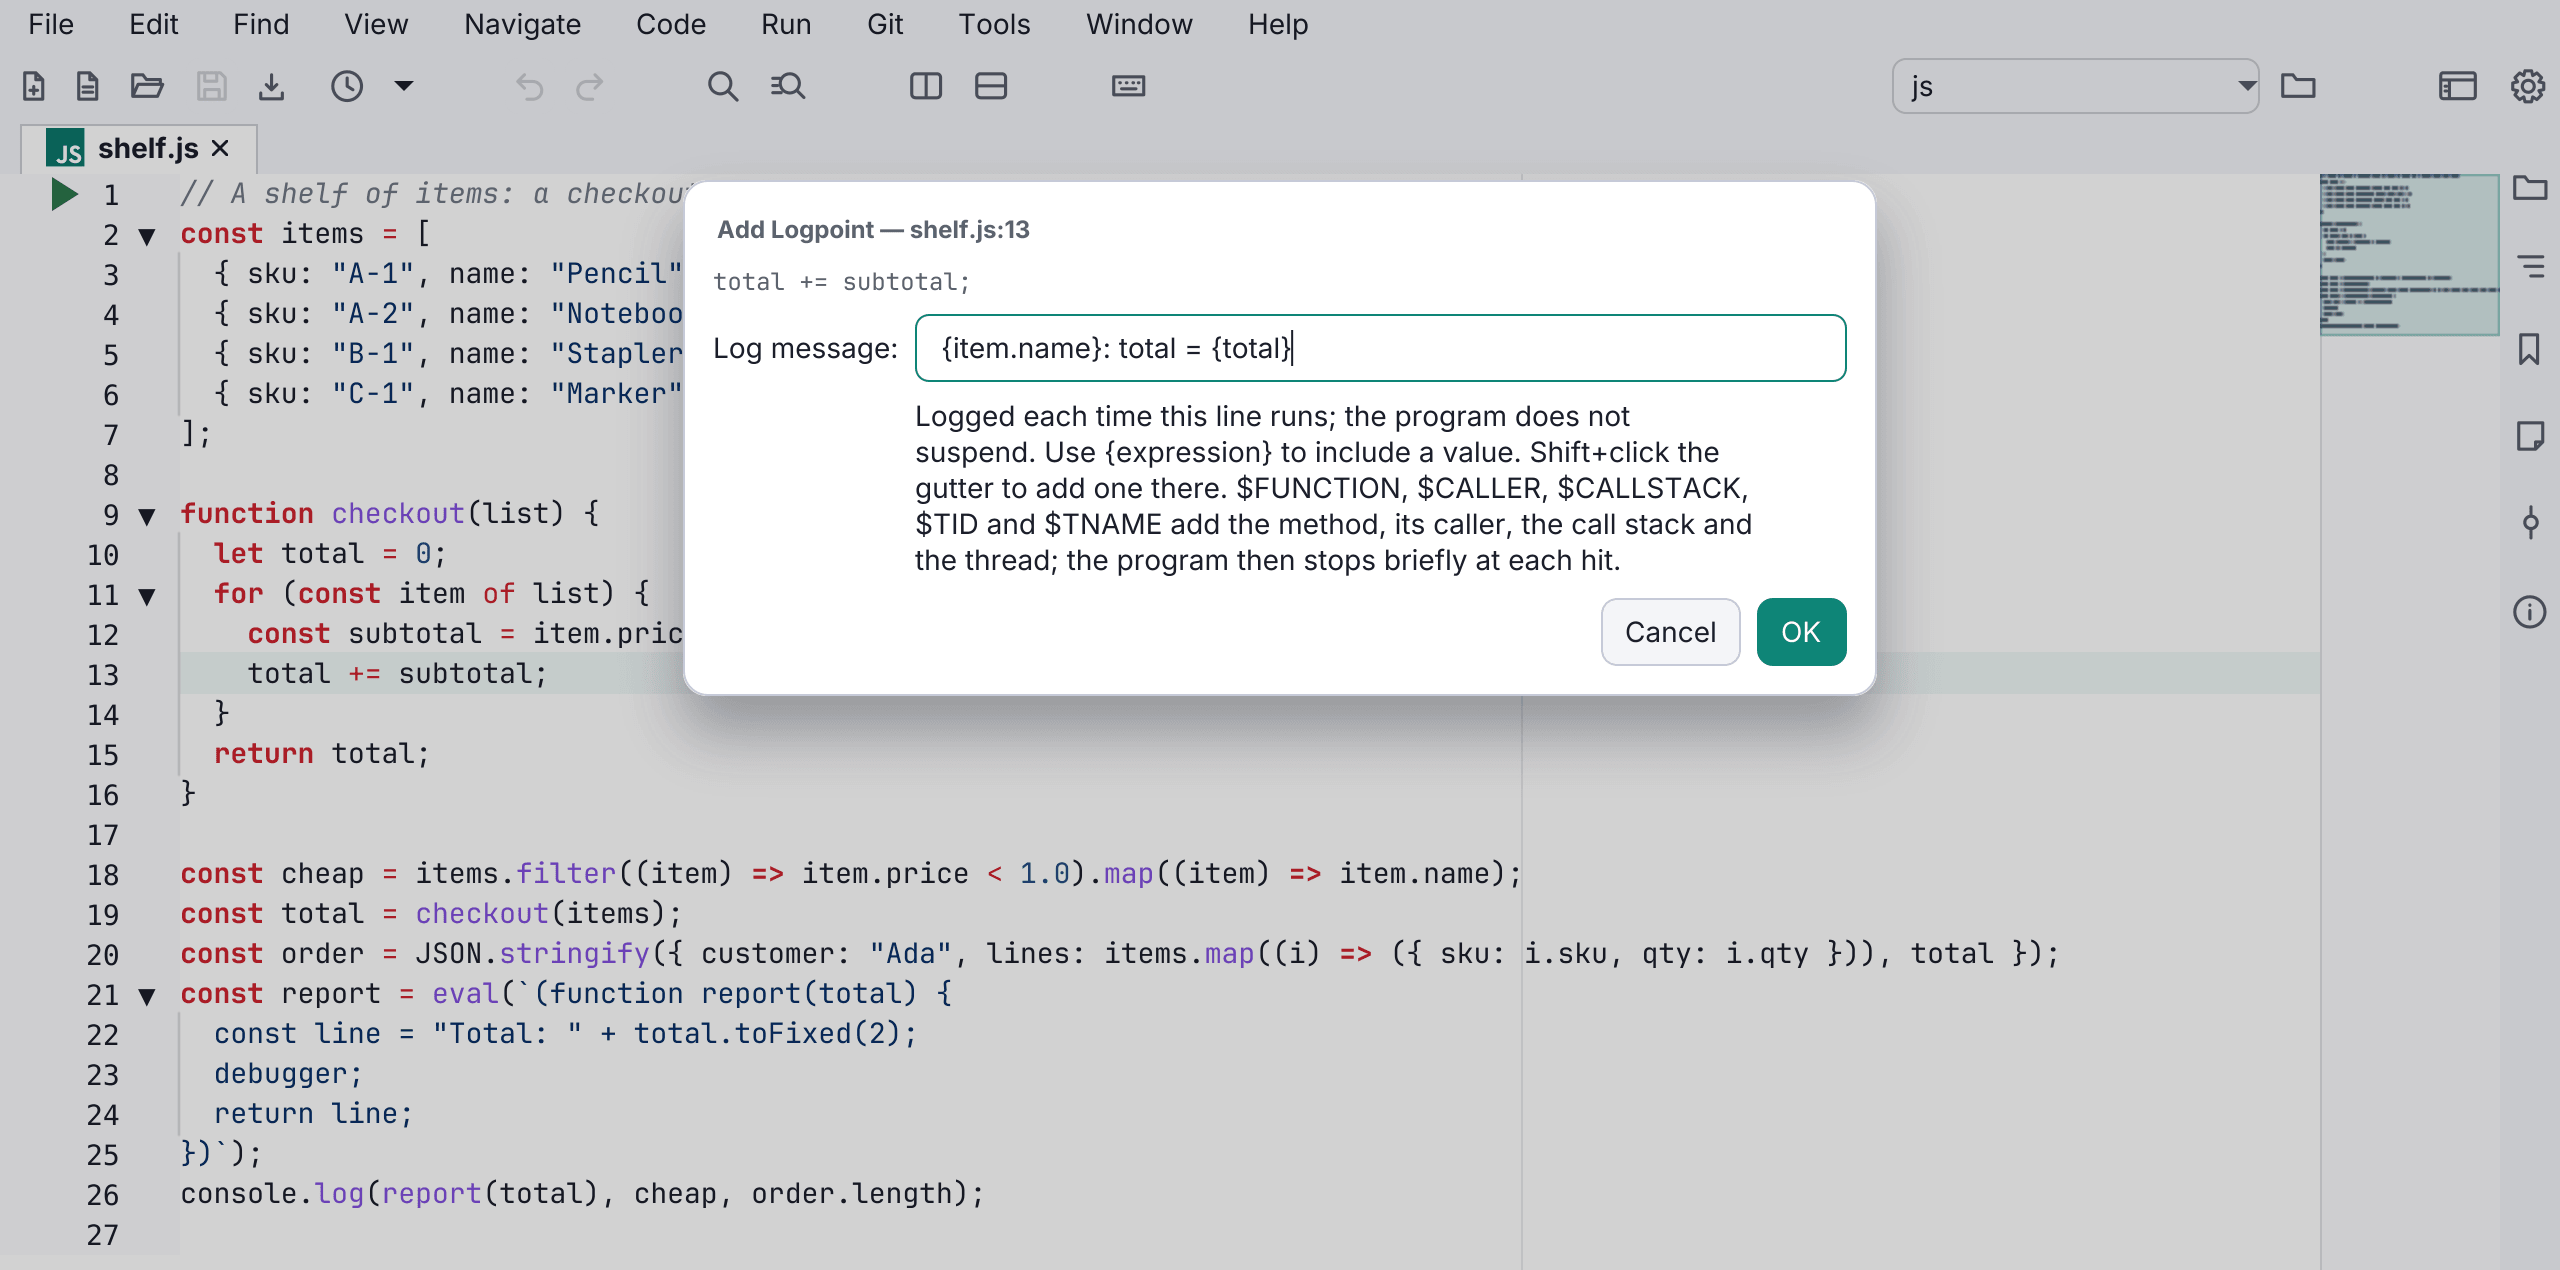 File Edit Find View Navigate Code Run Git Tools Window Help
js
JS shelf.js
1 // A shelf of items: a
2 const items = [
3 { sku: "A-1", name: "Pencil"
4 { sku: "A-2", name:
5 { sku: "B-1", name: "Stapler
6 { sku: "C-1", name: "Marker"
7 ];
8
9 function checkout(list) {
10 let total = 0;
11 for (const item of list) {
12 const subtotal =
13 total += subtotal;
14 }
15 return total;
16 }
17
18 const cheap = items.filter((item) => item.price < 1.0).map((item) => item.name);
19 const total = checkout(items);
20 const order = JSON.stringify({ customer: "Ada", lines: items.map((i) => ({ sku: i.sku, qty: i.qty })), total });
21 const report = eval(`(function report(total) {
22 const line = "Total: " + total.toFixed(2);
23 debugger;
24 return line;
25 })`);
26 console.log(report(total), cheap, order.length);
27
Add Logpoint — shelf.js:13
total += subtotal;
Log message: {item.name}: total = {total}
Logged each time this line runs; the program does not
suspend. Use {expression} to include a value. Shift+click the
gutter to add one there. $FUNCTION, $CALLER, $CALLSTACK,
$TID and $TNAME add the method, its caller, the call stack and
the thread; the program then stops briefly at each hit.
Cancel OK